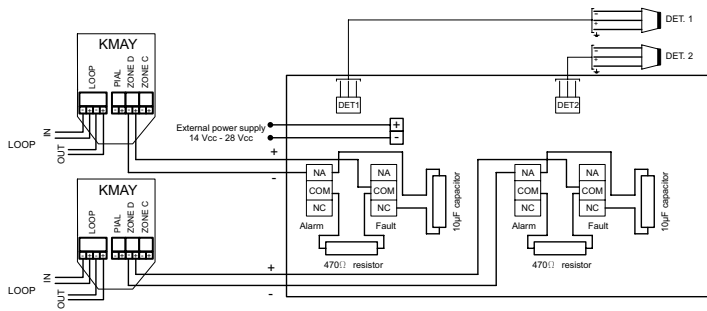 DET. 1
DET. 2
KMAY
LOOP
PIAL
ZONE D
ZONE C
- + - +
- + - + - +
LOOP
IN
OUT
DET1
DET2
External power supply
14 Vcc - 28 Vcc
+
-
+
-
NA
COM
NC
Alarm
NA
COM
NC
Fault
10µF capacitor
470Ω resistor
NA
COM
NC
Alarm
NA
COM
NC
Fault
10µF capacitor
470Ω resistor
KMAY
LOOP
PIAL
ZONE D
ZONE C
LOOP
IN
OUT
+
-